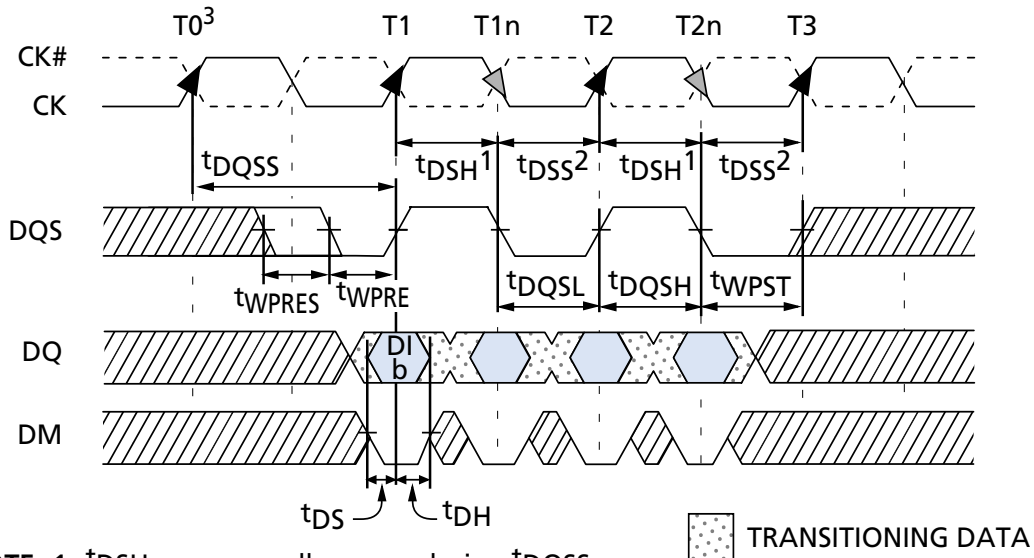 T0³ T1 T1n T2 T2n T3
CK#
CK
tDQSS
tDSH¹ tDSS² tDSH¹ tDSS²
DQS
tWPRES tWPRE
tDQSL tDQSH tWPST
DQ
DI
b
DM
tDS tDH
TRANSITIONING DATA